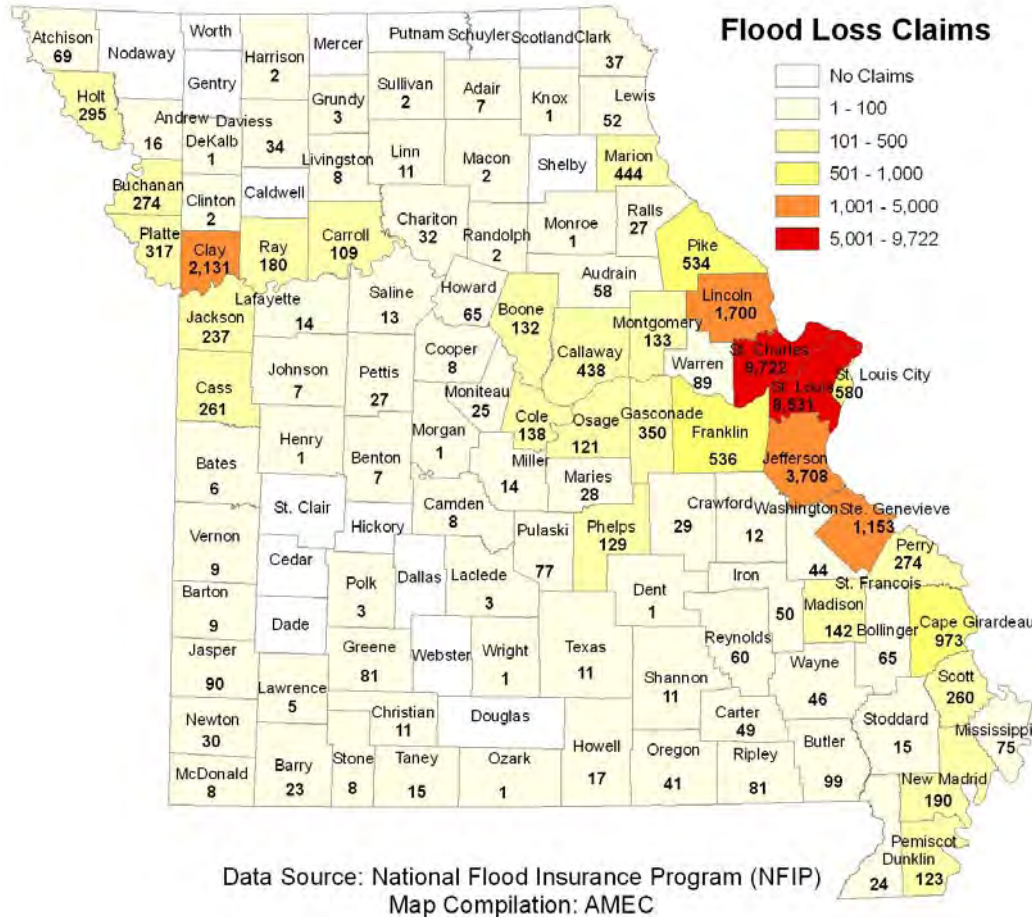 Flood Loss Claims
No Claims
1 - 100
101 - 500
501 - 1,000
1,001 - 5,000
5,001 - 9,722
Atchison
69
Nodaway
Worth
Gentry
Harrison
2
Mercer
Putnam
Schuyler
Scotland
Clark
37
Holt
295
Andrew
16
Daviess
34
DeKalb
1
Grundy
3
Sullivan
2
Adair
7
Knox
1
Lewis
52
Buchanan
274
Clinton
2
Caldwell
Livingston
8
Linn
11
Macon
2
Shelby
Marion
444
Platte
317
Clay
2,131
Ray
180
Carroll
109
Chariton
32
Randolph
2
Monroe
1
Ralls
27
Pike
534
Jackson
237
Lafayette
14
Saline
13
Howard
65
Boone
132
Audrain
58
Callaway
438
Montgomery
133
Lincoln
1,700
Warren
89
St. Charles
9,722
St. Louis
8,531
St. Louis City
580
Cass
261
Johnson
7
Pettis
27
Cooper
8
Moniteau
25
Cole
138
Osage
121
Gasconade
350
Franklin
536
Jefferson
3,708
Bates
6
Henry
1
Benton
7
Morgan
1
Miller
14
Maries
28
Camden
8
Crawford
29
Washington
12
Ste. Genevieve
1,153
Vernon
9
St. Clair
Hickory
Cedar
Pulaski
77
Phelps
129
Perry
274
St. Francois
44
Barton
9
Dade
Polk
3
Dallas
Laclede
3
Dent
1
Iron
50
Madison
142
Bollinger
65
Cape Girardeau
973
Jasper
90
Lawrence
5
Greene
81
Webster
Wright
1
Texas
11
Reynolds
60
Shannon
11
Wayne
46
Scott
260
Newton
30
Christian
11
Douglas
Carter
49
Stoddard
15
Mississippi
75
McDonald
8
Barry
23
Stone
8
Taney
15
Ozark
1
Howell
17
Oregon
41
Ripley
81
Butler
99
New Madrid
190
Pemiscot
123
Dunklin
24
Data Source: National Flood Insurance Program (NFIP)
Map Compilation: AMEC